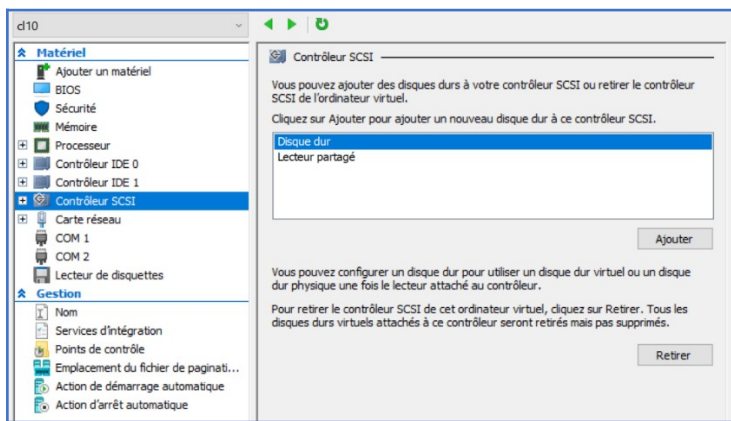 cl10
Matériel
Ajouter un matériel
BIOS
Sécurité
Mémoire
Processeur
Contrôleur IDE 0
Contrôleur IDE 1
Contrôleur SCSI
Carte réseau
COM 1
COM 2
Lecteur de disquettes
Gestion
Nom
Services d'intégration
Points de contrôle
Emplacement du fichier de paginati...
Action de démarrage automatique
Action d'arrêt automatique
Contrôleur SCSI
Vous pouvez ajouter des disques durs à votre contrôleur SCSI ou retirer le contrôleur
SCSI de l'ordinateur virtuel.
Cliquez sur Ajouter pour ajouter un nouveau disque dur à ce contrôleur SCSI.
Disque dur
Lecteur partagé
Ajouter
Vous pouvez configurer un disque dur pour utiliser un disque dur virtuel ou un disque
dur physique une fois le lecteur attaché au contrôleur.
Pour retirer le contrôleur SCSI de cet ordinateur virtuel, cliquez sur Retirer. Tous les
disques durs virtuels attachés à ce contrôleur seront retirés mais pas supprimés.
Retirer